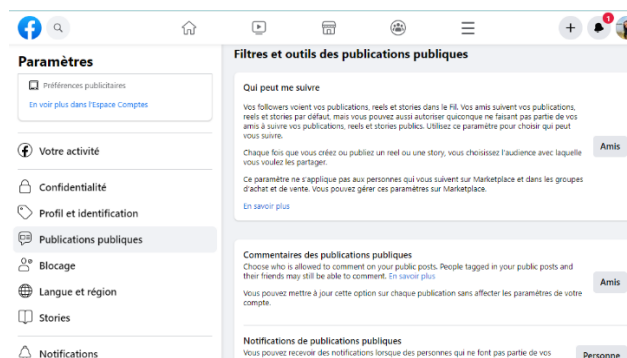 1
Paramètres
Préférences publicitaires
En voir plus dans l'Espace Comptes
Votre activité
Confidentialité
Profil et identification
Publications publiques
Blocage
Langue et région
Stories
Notifications
Filtres et outils des publications publiques
Qui peut me suivre
Vos followers voient vos publications, reels et stories dans le Fil. Vos amis suivent vos publications,
reels et stories par défaut, mais vous pouvez aussi autoriser quiconque ne faisant pas partie de vos
amis à suivre vos publications, reels et stories publics. Utilisez ce paramètre pour choisir qui peut
vous suivre.
Chaque fois que vous créez ou publiez un reel ou une story, vous choisissez l'audience avec laquelle
vous voulez les partager.
Ce paramètre ne s'applique pas aux personnes qui vous suivent sur Marketplace et dans les groupes
d'achat et de vente. Vous pouvez gérer ces paramètres sur Marketplace.
En savoir plus
Amis
Commentaires des publications publiques
Choose who is allowed to comment on your public posts. People tagged in your public posts and
their friends may still be able to comment. En savoir plus
Vous pouvez mettre à jour cette option sur chaque publication sans affecter les paramètres de votre
compte.
Amis
Notifications de publications publiques
Vous pouvez recevoir des notifications lorsque des personnes qui ne font pas partie de vos
Personne